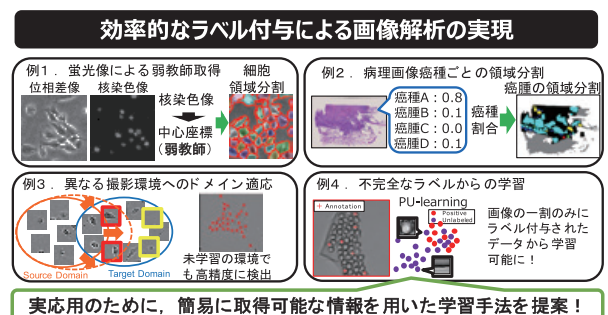 効率的なラベル付与による画像解析の実現
例1．蛍光像による弱教師取得
位相差像
核染色像
核染色像
中心座標
(弱教師)
細胞
領域分割
例2．病理画像癌種ごとの領域分割
癌種A：0.8
癌腫B：0.1
癌種C：0.0
癌腫D：0.1
癌種
割合
癌腫の領域分割
例3．異なる撮影環境へのドメイン適応
Source Domain
Target Domain
未学習の環境で
も高精度に検出
例4．不完全なラベルからの学習
+ Annotation
PU-learning
Positive
Unlabeled
画像の一割のみに
ラベル付与された
データから学習
可能に！
実応用のために，簡易に取得可能な情報を用いた学習手法を提案！